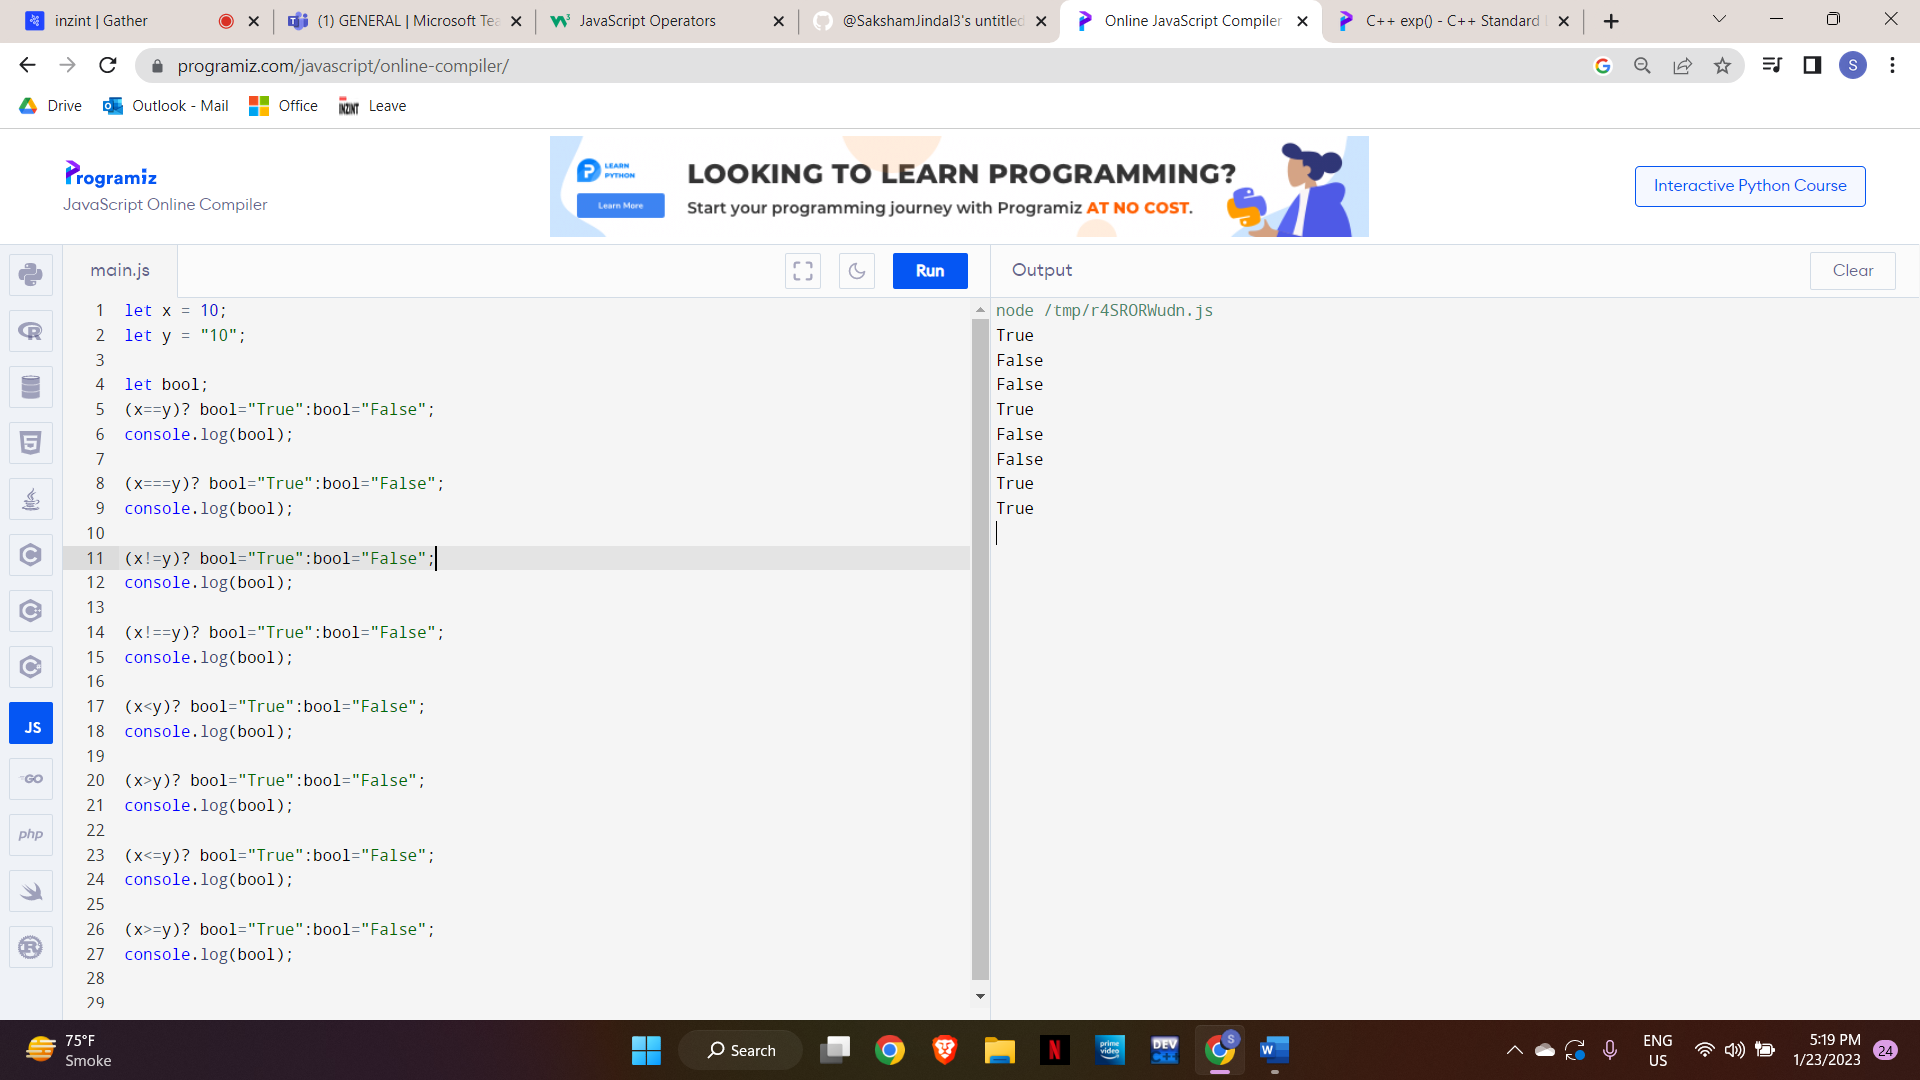 inzint | Gather
(1) GENERAL | Microsoft Tea
JavaScript Operators
@SakshamJindal3's untitled
Online JavaScript Compiler
C++ exp() - C++ Standard L
programiz.com/javascript/online-compiler/
S
Drive
Outlook - Mail
Office
INZINT
Leave
Programiz
JavaScript Online Compiler
LEARN
PYTHON
Learn More
LOOKING TO LEARN PROGRAMMING?
Start your programming journey with Programiz AT NO COST.
Interactive Python Course
main.js
Run
Output
Clear
1 let x = 10;
2 let y = "10";
3
4 let bool;
5 (x==y)? bool="True":bool="False";
6 console.log(bool);
7
8 (x===y)? bool="True":bool="False";
9 console.log(bool);
10
11 (x!=y)? bool="True":bool="False";
12 console.log(bool);
13
14 (x!==y)? bool="True":bool="False";
15 console.log(bool);
16
17 (x<y)? bool="True":bool="False";
18 console.log(bool);
19
20 (x>y)? bool="True":bool="False";
21 console.log(bool);
22
23 (x<=y)? bool="True":bool="False";
24 console.log(bool);
25
26 (x>=y)? bool="True":bool="False";
27 console.log(bool);
28
29
node /tmp/r4SRORWudn.js
True
False
False
True
False
False
True
True
JS
GO
php
75°F
Smoke
Search
N
prime
video
DEV
C++
S
W
ENG
US
5:19 PM
1/23/2023
24